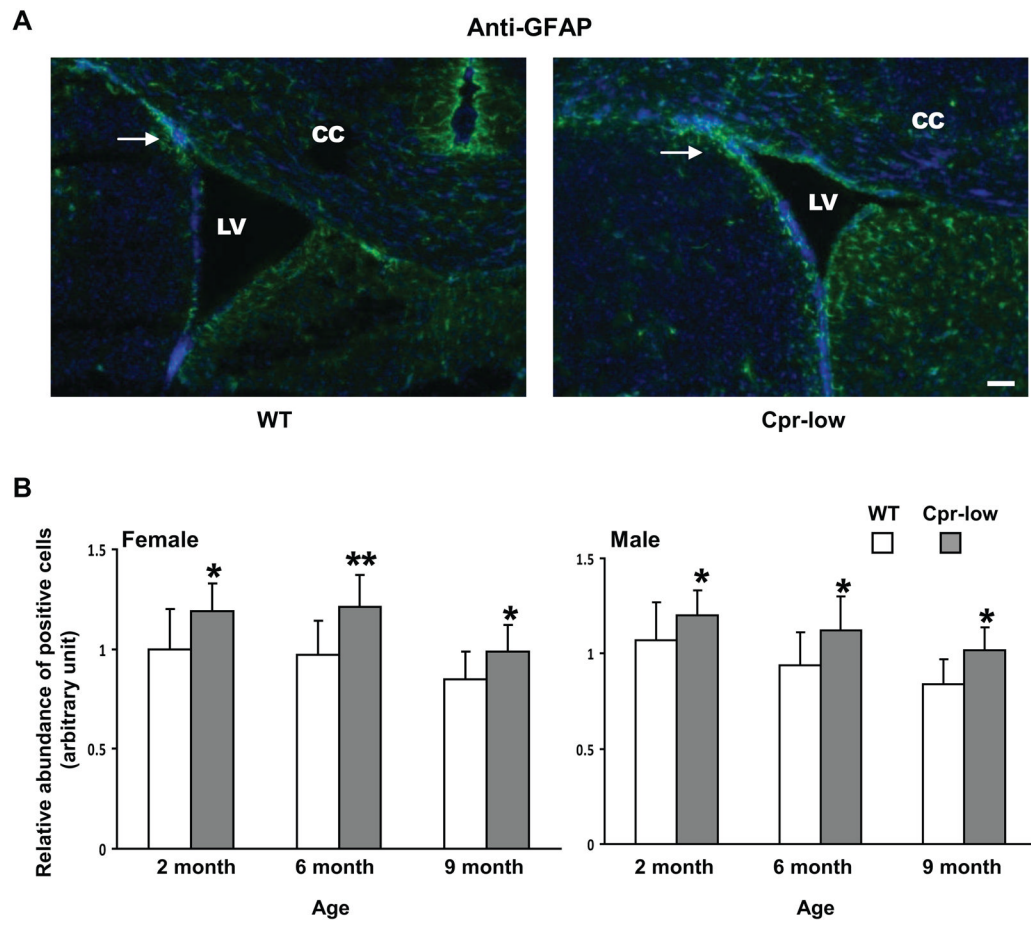 A
Anti-GFAP
CC
LV
CC
LV
WT
Cpr-low
B
WT
Cpr-low
Relative abundance of positive cells
(arbitrary unit)
Female
1.5
1
0.5
0
*
**
*
2 month
6 month
9 month
Age
Male
1.5
1
0.5
0
*
*
*
2 month
6 month
9 month
Age